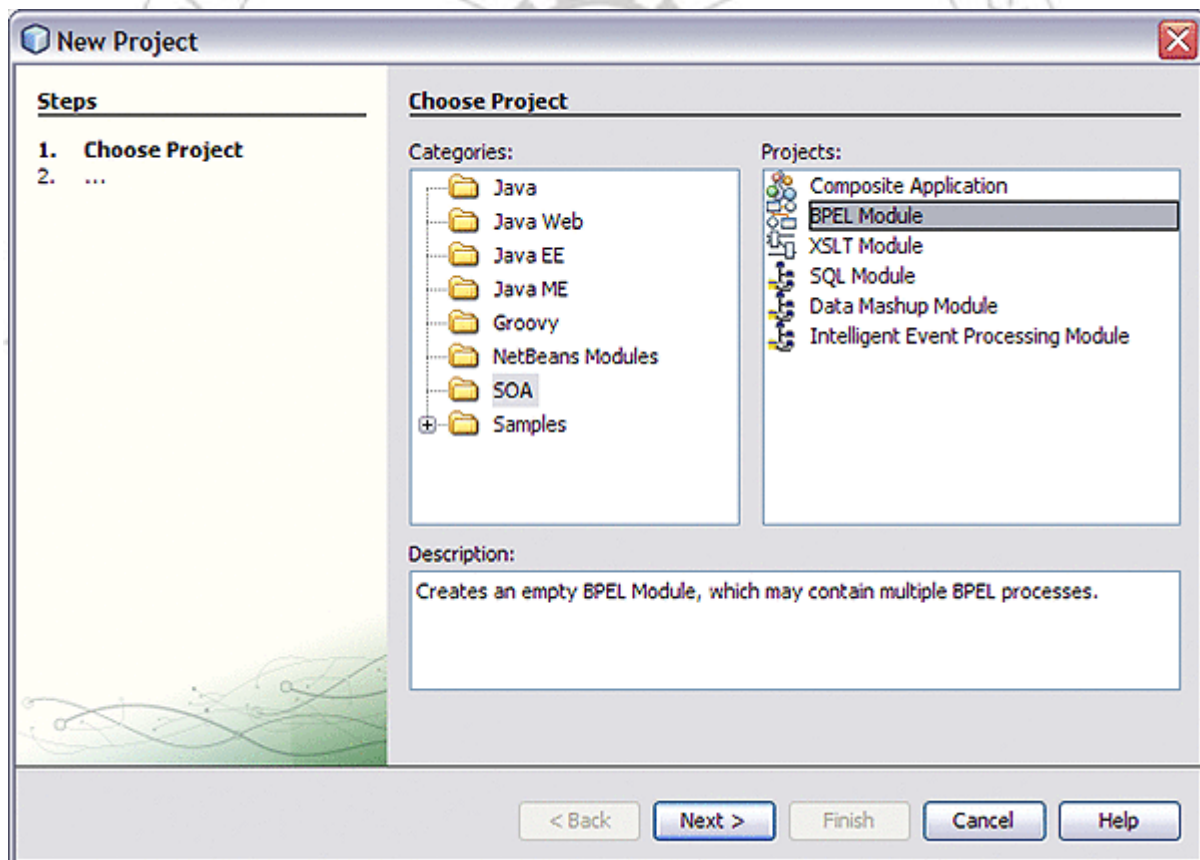 New Project
Steps
1. Choose Project
2. ...
Choose Project
Categories:
Java
Java Web
Java EE
Java ME
Groovy
NetBeans Modules
SOA
Samples
Projects:
Composite Application
BPEL Module
XSLT Module
SQL Module
Data Mashup Module
Intelligent Event Processing Module
Description:
Creates an empty BPEL Module, which may contain multiple BPEL processes.
< Back
Next >
Finish
Cancel
Help